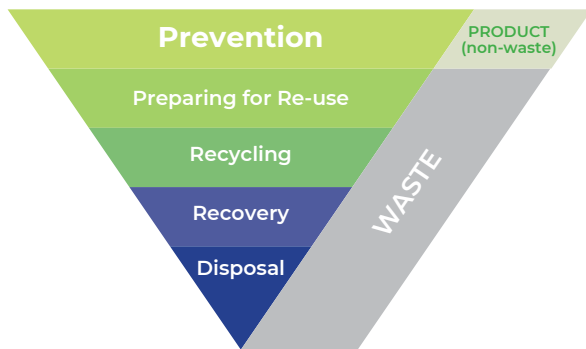 Prevention
PRODUCT
(non-waste)
Preparing for Re-use
Recycling
WASTE
Recovery
Disposal